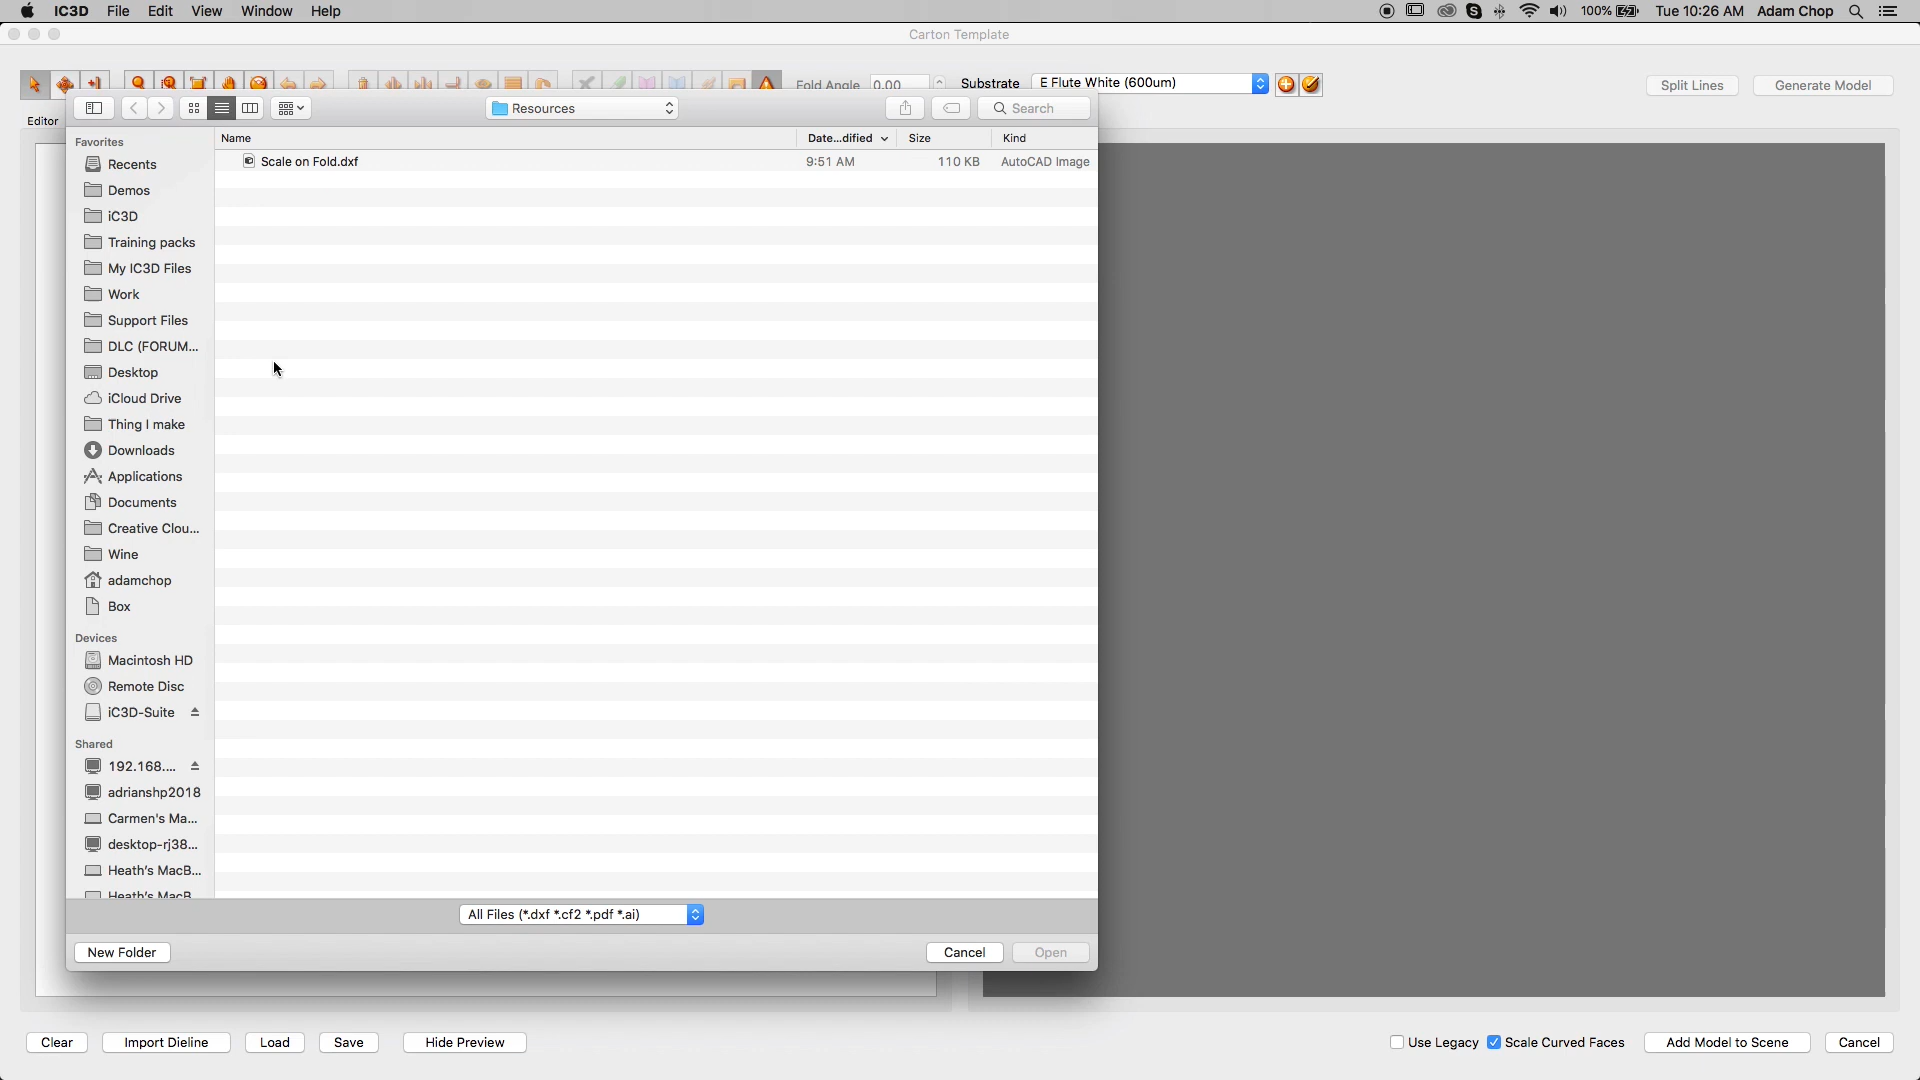 IC3D File Edit View Window Help 100% Tue 10:26 AM Adam Chop
Carton Template
Fold Angle 0.00 Substrate E Flute White (600um) Split Lines Generate Model
Resources Search
Editor
Name Date...dified Size Kind
Scale on Fold.dxf 9:51 AM 110 KB AutoCAD Image
Favorites
Recents
Demos
iC3D
Training packs
My IC3D Files
Work
Support Files
DLC (FORUM...
Desktop
iCloud Drive
Thing I make
Downloads
Applications
Documents
Creative Clou...
Wine
adamchop
Box
Devices
Macintosh HD
Remote Disc
iC3D-Suite
Shared
192.168....
adrianshp2018
Carmen's Ma...
desktop-rj38...
Heath's MacB...
Heath's MacB
All Files (*.dxf *.cf2 *.pdf *.ai)
New Folder Cancel Open
Clear Import Dieline Load Save Hide Preview Use Legacy Scale Curved Faces Add Model to Scene Cancel